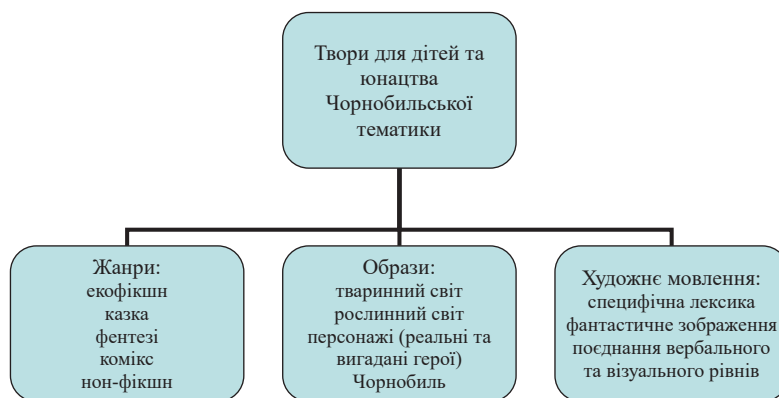 Твори для дітей та
юнацтва
Чорнобильської
тематики
Жанри:
екофікшн
казка
фентезі
комікс
нон-фікшн
Образи:
тваринний світ
рослинний світ
персонажі (реальні та
вигадані герої)
Чорнобиль
Художнє мовлення:
специфічна лексика
фантастичне зображення
поєднання вербального
та візуального рівнів